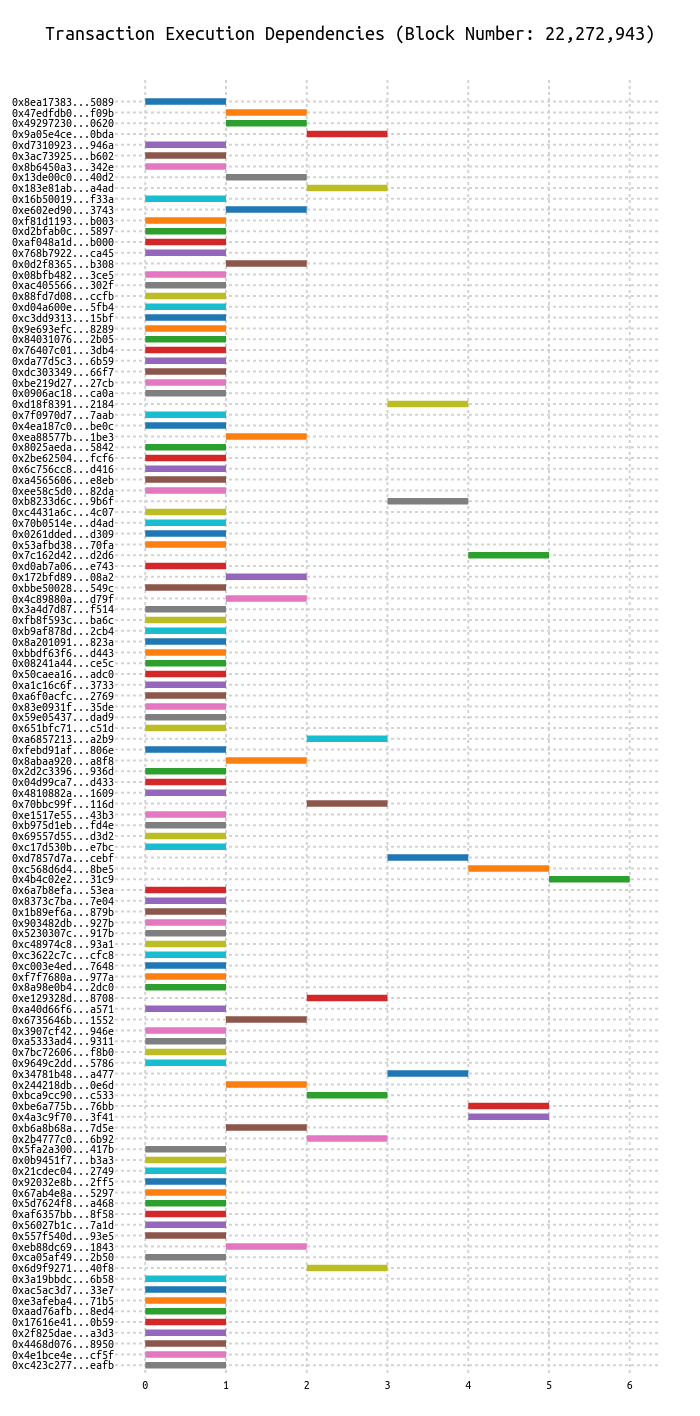 Transaction Execution Dependencies (Block Number: 22,272,943)
0x8ea17383...5089
0x47edfdb0...f09b
0x49297230...0620
0x9a05e4ce...0bda
0xd7310923...946a
0x3ac73925...b602
0x8b6450a3...342e
0x13de00c0...40d2
0x183e81ab...a4ad
0x16b50019...f33a
0xe602ed90...3743
0xf81d1193...b003
0xd2bfab0c...5897
0xaf048a1d...b000
0x768b7922...ca45
0x0d2f8365...b308
0x08bfb482...3ce5
0xac405566...302f
0x88fd7d08...ccfb
0xd04a600e...5fb4
0xc3dd9313...15bf
0x9e693efc...8289
0x84031076...2b05
0x76407c01...3db4
0xda77d5c3...6b59
0xdc303349...66f7
0xbe219d27...27cb
0x0906ac18...ca0a
0xd18f8391...2184
0x7f0970d7...7aab
0x4ea187c0...be0c
0xea88577b...1be3
0x8025aeda...5842
0x2be62504...fcf6
0x6c756cc8...d416
0xa4565606...e8eb
0xee58c5d0...82da
0xb8233d6c...9b6f
0xc4431a6c...4c07
0x70b0514e...d4ad
0x0261dded...d309
0x53afbd38...70fa
0x7c162d42...d2d6
0xd0ab7a06...e743
0x172bfd89...08a2
0xbbe50028...549c
0x4c89880a...d79f
0x3a4d7d87...f514
0xfb8f593c...ba6c
0xb9af878d...2cb4
0x8a201091...823a
0xbbdf63f6...d443
0x08241a44...ce5c
0x50caea31...adc0
0xa1c16c6f...3733
0xa6f0acfc...2769
0x83e0931f...35de
0x59e05437...dad9
0x651bfc71...c51d
0xa6857213...a2b9
0xfebd91af...806e
0x8abaa920...a8f8
0x2d2c3396...936d
0x04d99ca7...d433
0x4810882a...1609
0x70bbc99f...116d
0xe1517e55...43b3
0xb975d1eb...fd4e
0x69557d55...d3d2
0xc17d530b...e7bc
0xd7857d7a...cebf
0xc568d6d4...8be5
0x4b4c02e2...31c9
0x6a7b8efa...53ea
0x8373c7ba...7e04
0x1b89ef6a...879b
0x903482db...927b
0x5230307c...917b
0xc48974c8...93a1
0xc3622c7c...cfc8
0xc003e4ed...7648
0xf7f7680a...977a
0x8a98e0b4...2dc0
0xe129328d...8708
0xa40d66f6...a571
0x6735646b...1552
0x3907cf42...946e
0xa5333ad4...9311
0x7bc72606...f8b0
0x9649c2dd...5786
0x34781b48...a477
0x244218db...0e6d
0xbca9cc90...c533
0xbe6a775b...76bb
0x4a3c9f70...3f41
0xb6a8b68a...7d5e
0x2b4777c0...6b92
0x5fa2a300...417b
0x0b9451f7...b3a3
0x21cdec04...2749
0x92032e8b...2ff5
0x67ab4e8a...5297
0x5d7624f8...a468
0xaf6357bb...8f58
0x56027b1c...7a1d
0x557f540d...93e5
0xeb88dc69...1843
0xca05af49...2b50
0x6d9f9271...40f8
0x3a19bbdc...6b58
0xac5ac3d7...33e7
0xe3afeba4...71b5
0xaad76afb...8ed4
0x17616e41...0b59
0x2f825dae...a3d3
0x4468d076...8950
0x4e1bce4e...cf5f
0xc423c277...eafb
0 1 2 3 4 5 6